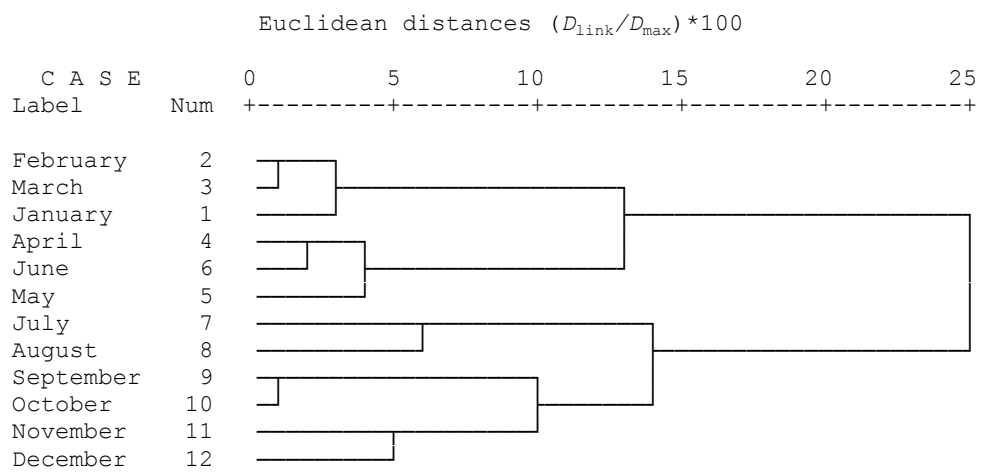 Euclidean distances (Dlink/Dmax)*100
C A S E 0 5 10 15 20 25
Label Num +---------+---------+---------+---------+---------+
February 2
March 3
January 1
April 4
June 6
May 5
July 7
August 8
September 9
October 10
November 11
December 12